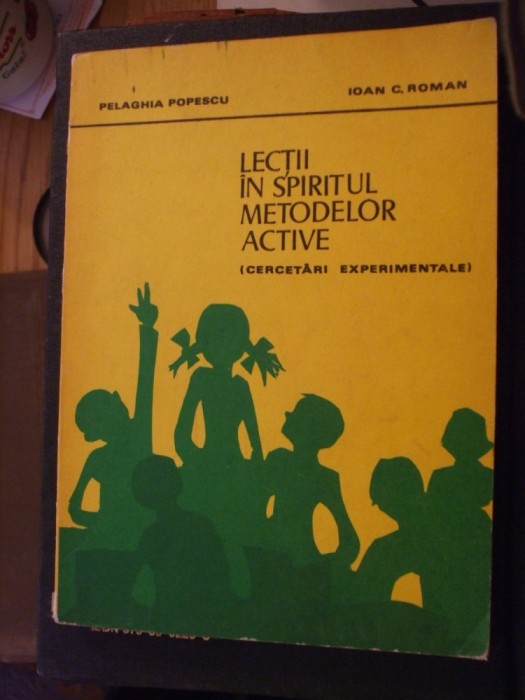 PELAGHIA POPESCU
IOAN C. ROMAN
LECȚII
ÎN SPIRITUL
METODELOR
ACTIVE
(CERCETĂRI EXPERIMENTALE)